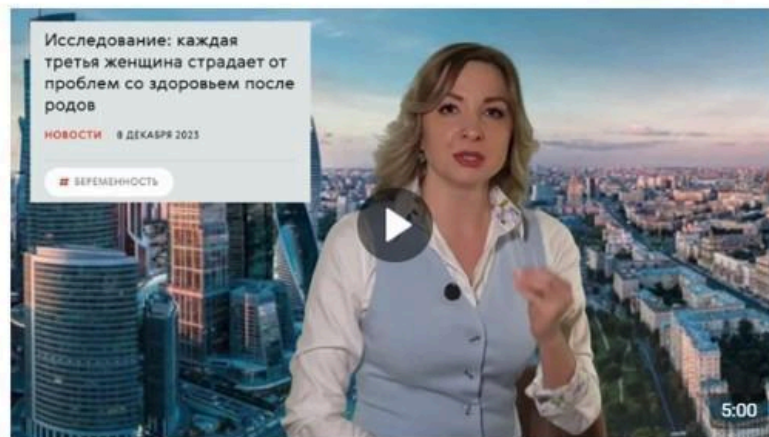 Исследование: каждая
третья женщина страдает от
проблем со здоровьем после
родов
НОВОСТИ 8 ДЕКАБРЯ 2023
# БЕРЕМЕННОСТЬ
5:00